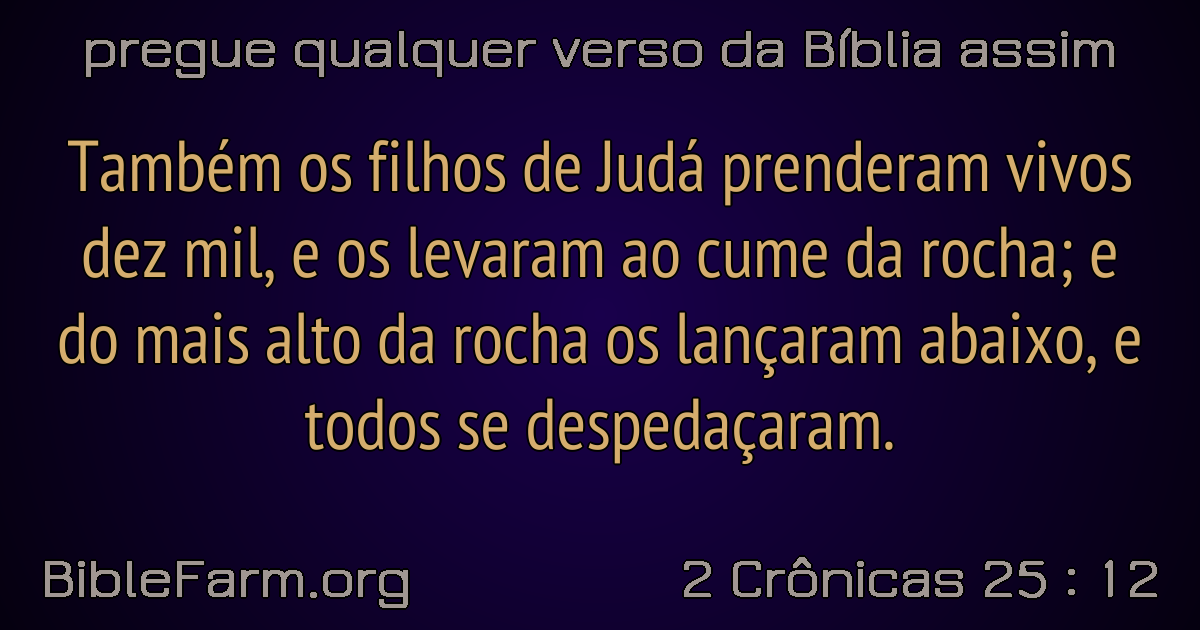 pregue qualquer verso da Bíblia assim
Também os filhos de Judá prenderam vivos
dez mil, e os levaram ao cume da rocha; e
do mais alto da rocha os lançaram abaixo, e
todos se despedaçaram.
BibleFarm.org
2 Crônicas 25 : 12